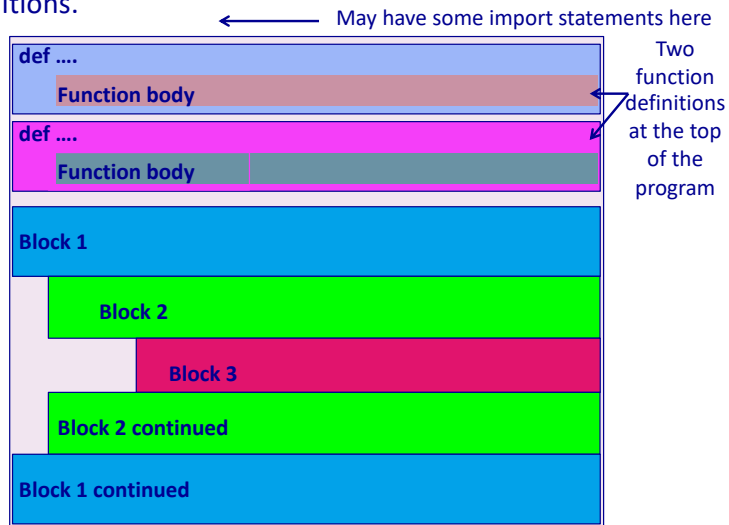 itions.
May have some import statements here
def ….
Function body
def ….
Function body
Two
function
definitions
at the top
of the
program
Block 1
Block 2
Block 3
Block 2 continued
Block 1 continued